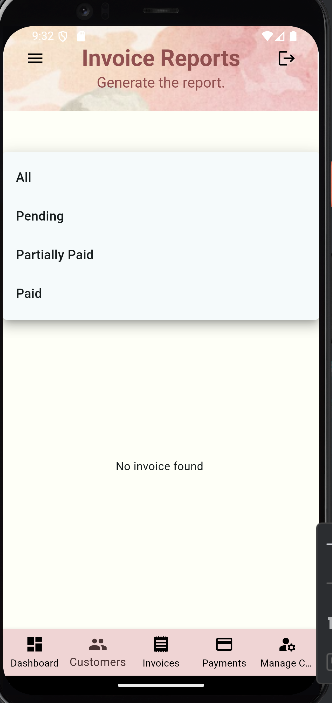 9:32
Invoice Reports
Generate the report.
All
Pending
Partially Paid
Paid
No invoice found
Dashboard
Customers
Invoices
Payments
Manage C...